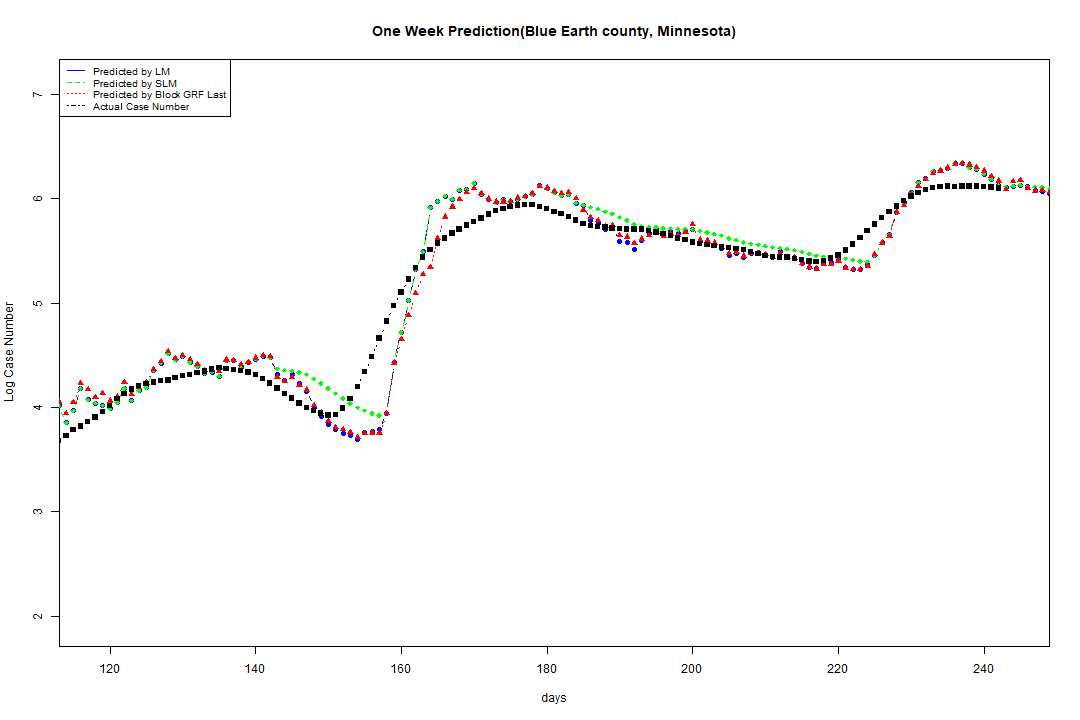 One Week Prediction(Blue Earth county, Minnesota)
Predicted by LM
Predicted by SLM
Predicted by Block GRF Last
Actual Case Number
Log Case Number
7
6
5
4
3
2
120 140 160 180 200 220 240
days